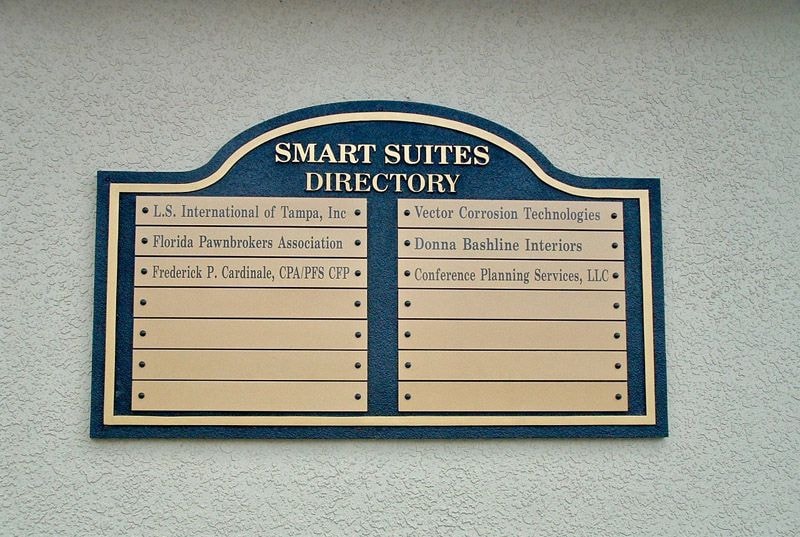 SMART SUITES
DIRECTORY
L.S. International of Tampa, Inc
Florida Pawnbrokers Association
Frederick P. Cardinale, CPA/PFS CFP
Vector Corrosion Technologies
Donna Bashline Interiors
Conference Planning Services, LLC